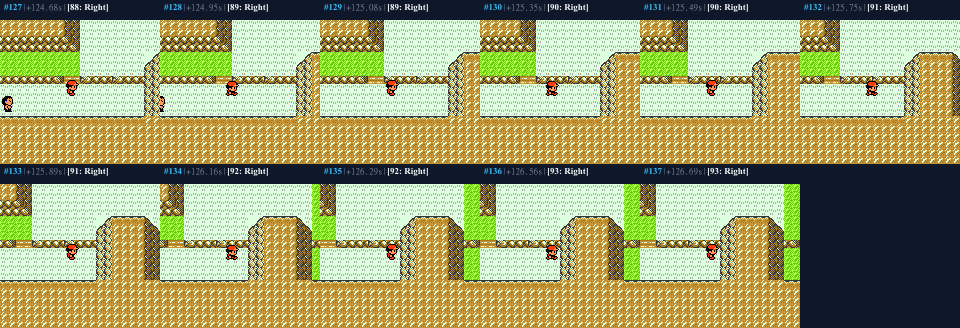 #127|+124.68s| [88: Right]
#128|+124.95s| [89: Right]
#129|+125.08s| [89: Right]
#130|+125.35s| [90: Right]
#131|+125.49s| [90: Right]
#132|+125.75s| [91: Right]
#133|+125.89s| [91: Right]
#134|+126.16s| [92: Right]
#135|+126.29s| [92: Right]
#136|+126.56s| [93: Right]
#137|+126.69s| [93: Right]